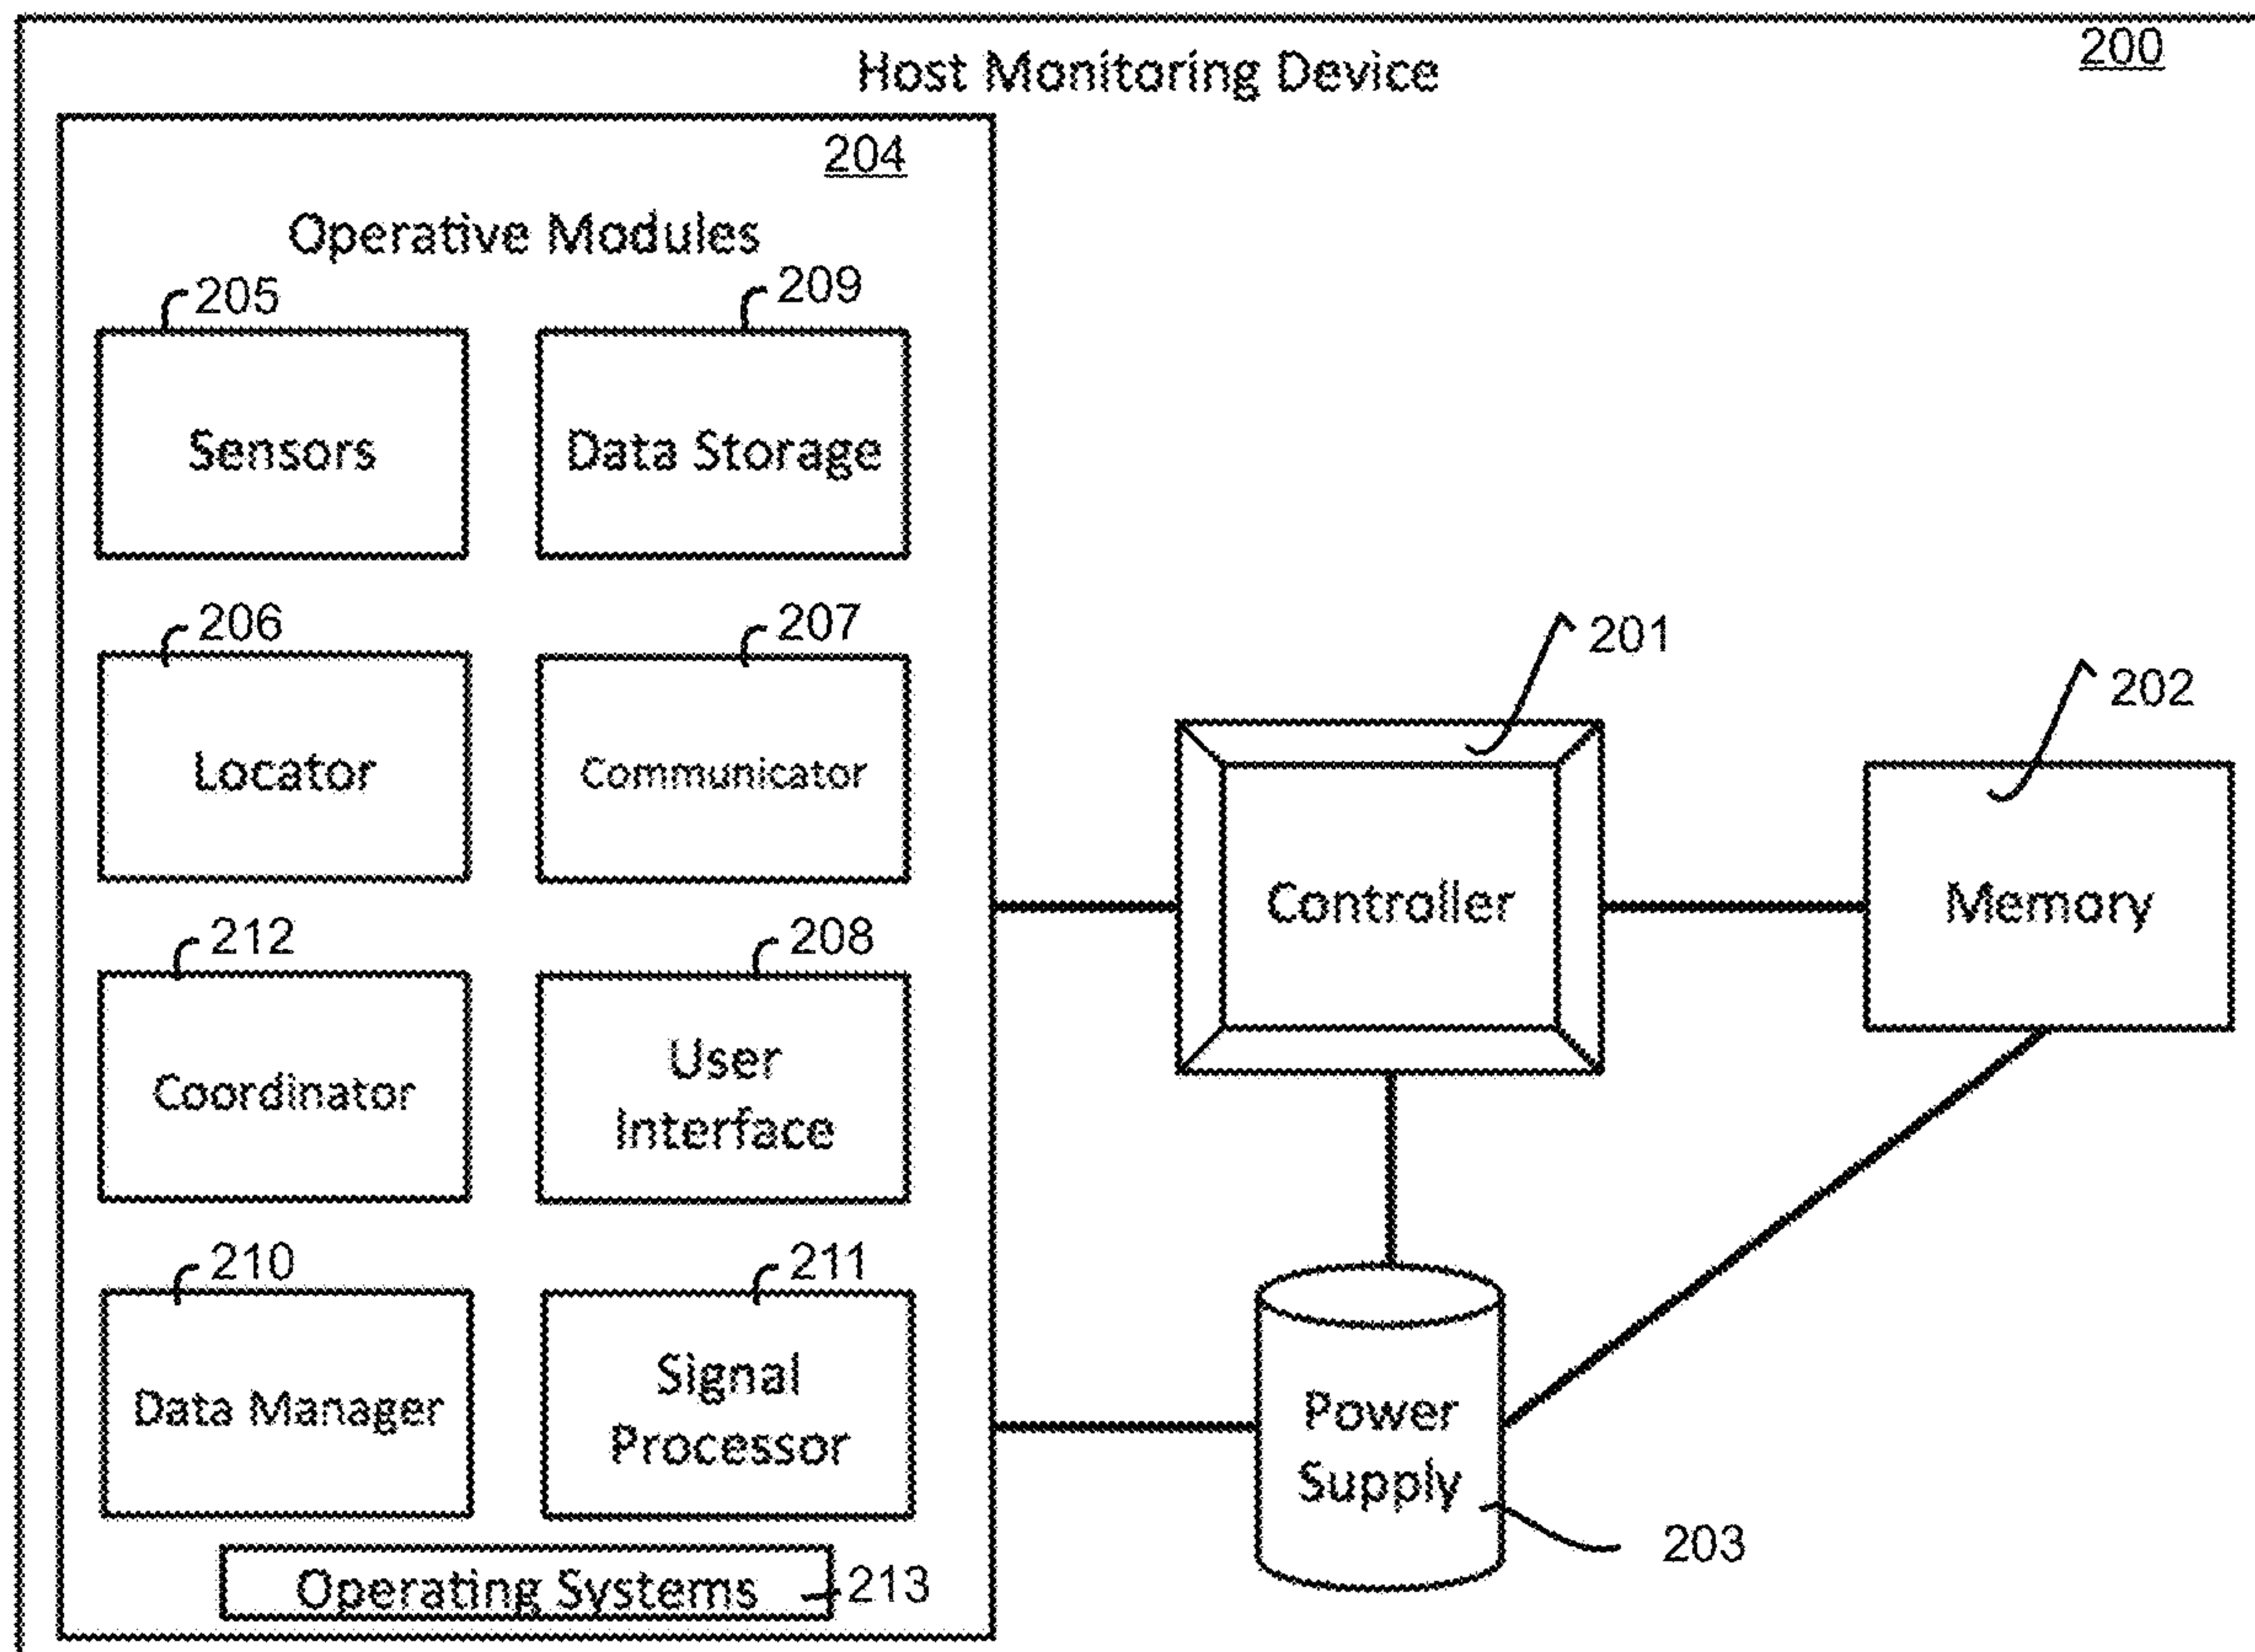 200
Host Monitoring Device
204
Operative Modules
205
209
Sensors
Data Storage
206
207
Locator
Communicator
212
208
Coordinator
User
Interface
210
211
Data Manager
Signal
Processor
Operating Systems
213
201
Controller
202
Memory
Power
Supply
203